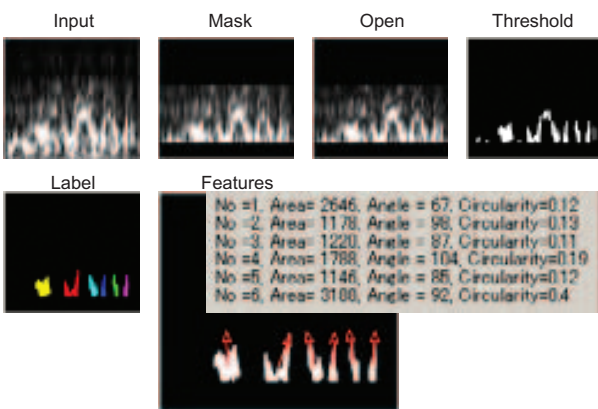 Input
Mask
Open
Threshold
Label
Features
No =1, Area= 2646, Angle = 67, Circularity=0.12
No =2, Area= 1178, Angle = 98, Circularity=0.13
No =3, Area= 1220, Angle = 87, Circularity=0.11
No =4, Area= 1788, Angle = 104, Circularity=0.19
No =5, Area= 1146, Angle = 85, Circularity=0.12
No =6, Area= 3100, Angle = 92, Circularity=0.4